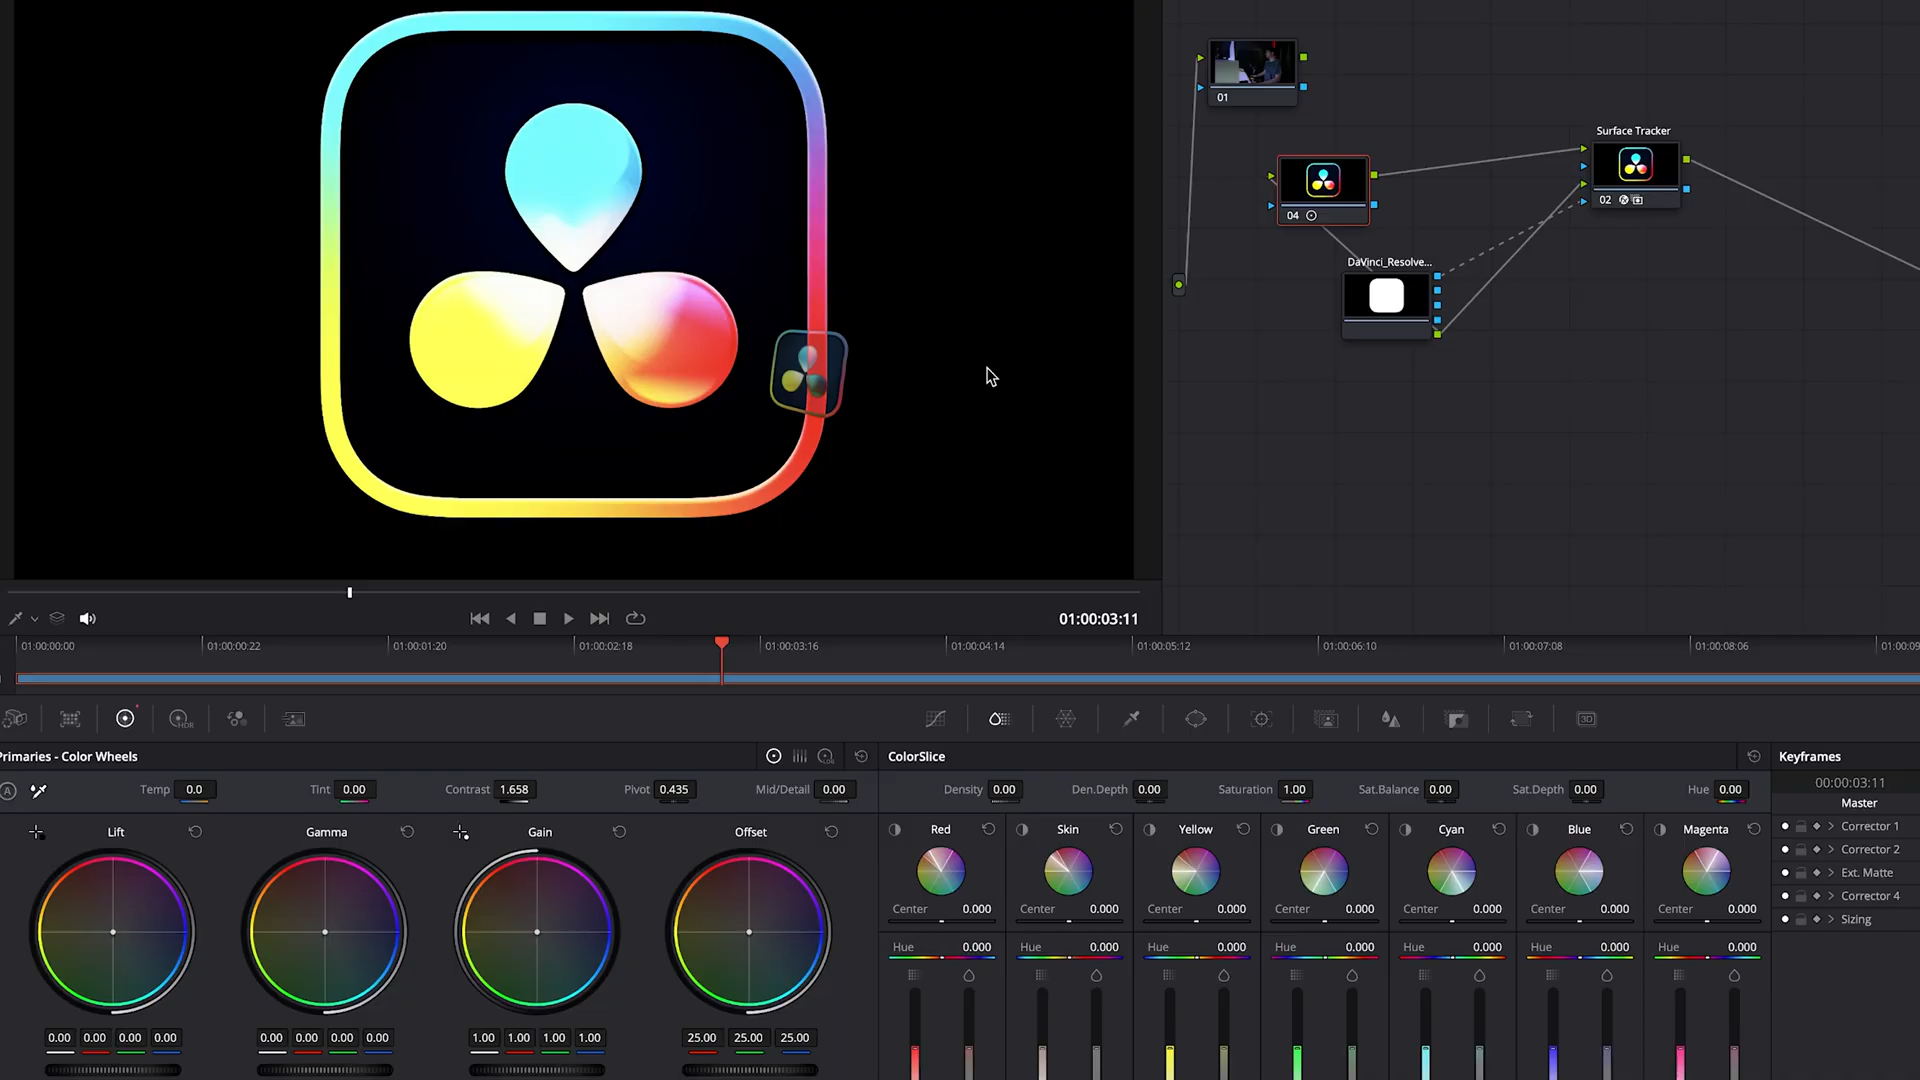 01
Surface Tracker
02
04
DaVinci_Resolve...
01:00:03:11
01:00:00:00
01:00:00:22
01:00:01:20
01:00:02:18
01:00:03:16
01:00:04:14
01:00:05:12
01:00:06:10
01:00:07:08
01:00:08:06
01:00:09
HDR
3D
Primaries - Color Wheels
ColorSlice
Keyframes
A
Temp 0.0
Tint 0.00
Contrast 1.658
Pivot 0.435
Mid/Detail 0.00
Density 0.00
Den.Depth 0.00
Saturation 1.00
Sat.Balance 0.00
Sat.Depth 0.00
Hue 0.00
00:00:03:11
Master
Corrector 1
Corrector 2
Ext. Matte
Corrector 4
Sizing
Lift
Gamma
Gain
Offset
Red
Skin
Yellow
Green
Cyan
Blue
Magenta
Center 0.000
Center 0.000
Center 0.000
Center 0.000
Center 0.000
Center 0.000
Center 0.000
Hue 0.000
Hue 0.000
Hue 0.000
Hue 0.000
Hue 0.000
Hue 0.000
Hue 0.000
0.00 0.00 0.00 0.00
0.00 0.00 0.00 0.00
1.00 1.00 1.00 1.00
25.00 25.00 25.00